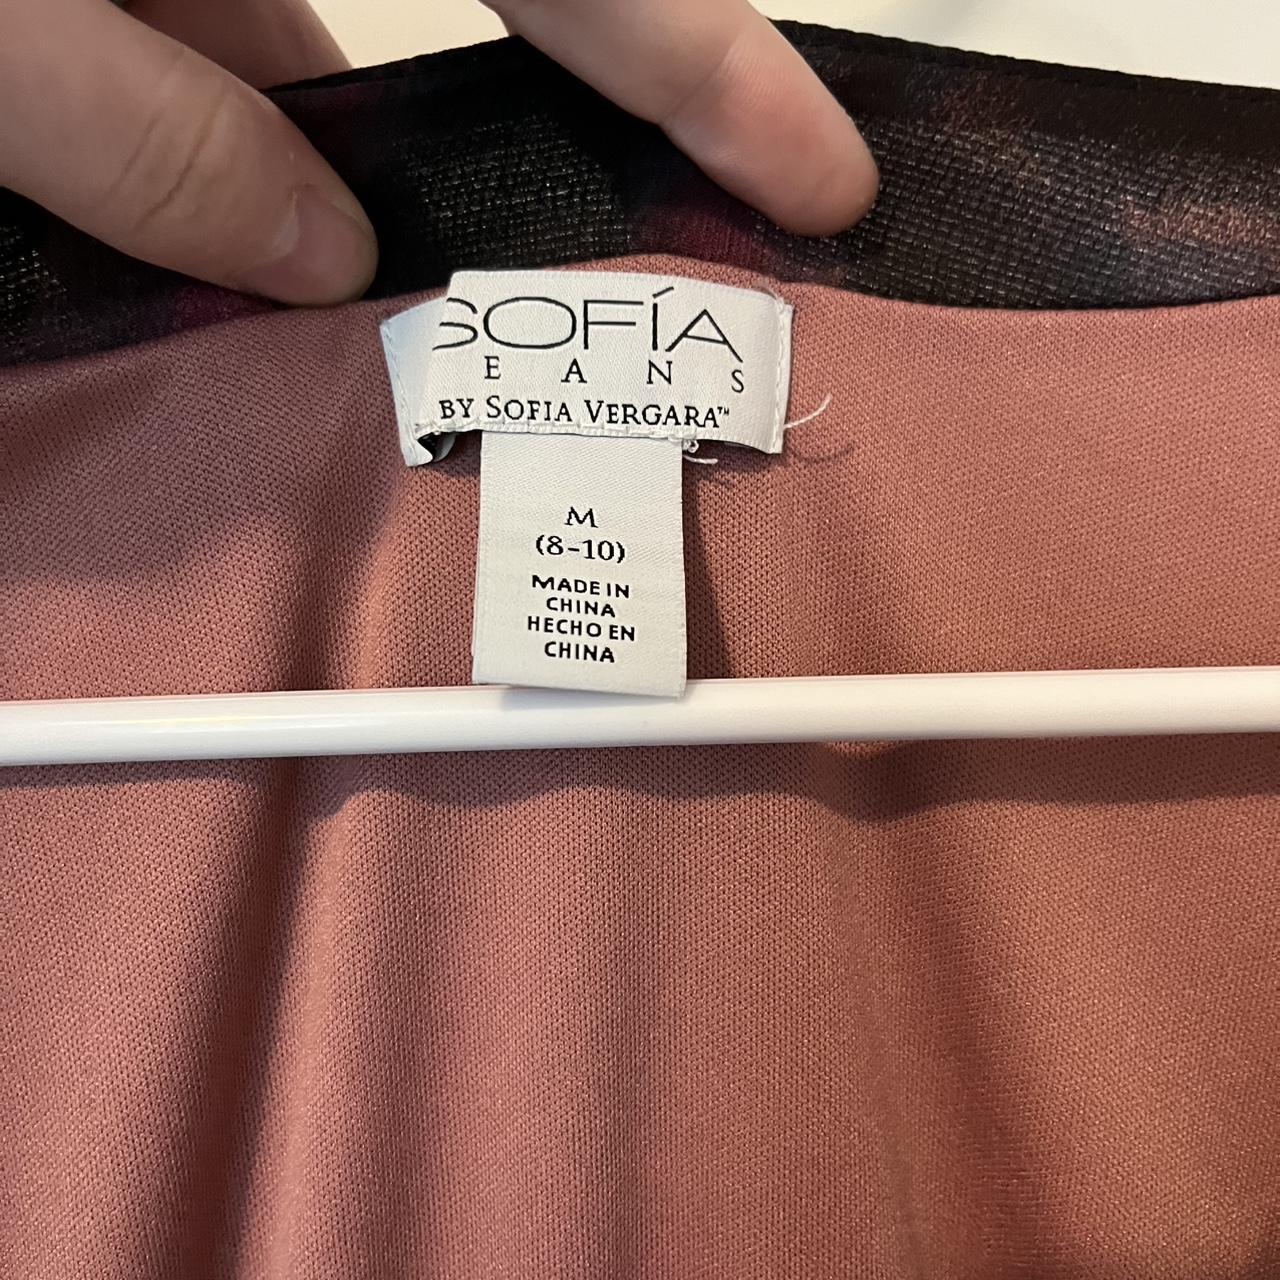 SOFÍA
EANS
BY SOFIA VERGARA™
M
(8-10)
MADE IN
CHINA
HECHO EN
CHINA